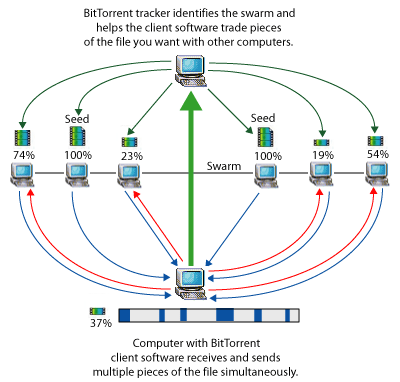 BitTorrent tracker identifies the swarm and
helps the client software trade pieces
of the file you want with other computers.
Seed
Seed
74%
100%
23%
100%
19%
54%
Swarm
37%
Computer with BitTorrent
client software receives and sends
multiple pieces of the file simultaneously.